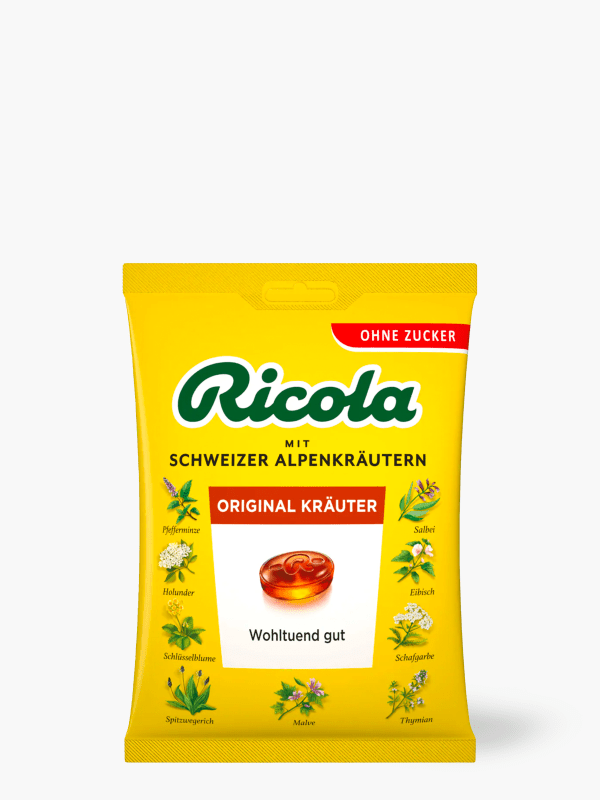 OHNE ZUCKER
Ricola
MIT
SCHWEIZER ALPENKRÄUTERN
ORIGINAL KRÄUTER
Pfefferminze
Salbei
Holunder
Eibisch
Wohltuend gut
Schlüsselblume
Schafgarbe
Spitzwegerich
Malve
Thymian